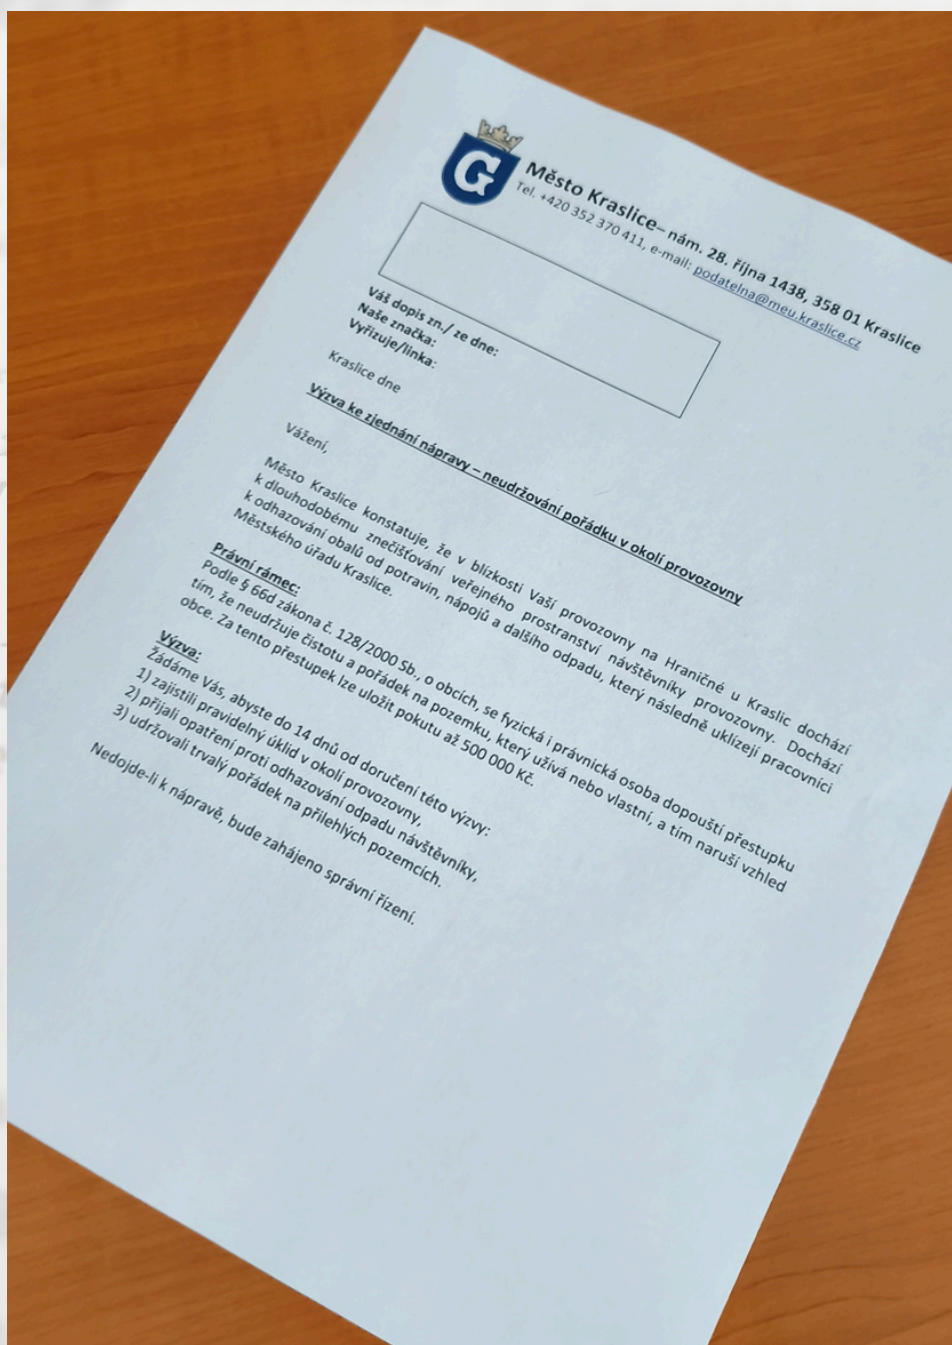 G
Město Kraslice– nám. 28. října 1438, 358 01 Kraslice
Tel. +420 352 370 411, e-mail: podatelna@meu.kraslice.cz
Váš dopis zn./ ze dne:
Naše značka:
Vyřizuje/linka:
Kraslice dne
Výzva ke zjednání nápravy – neudržování pořádku v okolí provozovny
Vážení,
Město Kraslice konstatuje, že v blízkosti Vaší provozovny na Hraničné u Kraslic dochází
k dlouhodobému znečišťování veřejného prostranství návštěvníky provozovny. Dochází
k odhazování obalů od potravin, nápojů a dalšího odpadu, který následně uklízejí pracovníci
Městského úřadu Kraslice.
Právní rámec:
Podle § 66d zákona č. 128/2000 Sb., o obcích, se fyzická i právnická osoba dopouští přestupku
tím, že neudržuje čistotu a pořádek na pozemku, který užívá nebo vlastní, a tím naruší vzhled
obce. Za tento přestupek lze uložit pokutu až 500 000 Kč.
Výzva:
Žádáme Vás, abyste do 14 dnů od doručení této výzvy:
1) zajistili pravidelný úklid v okolí provozovny,
2) přijali opatření proti odhazování odpadu návštěvníky,
3) udržovali trvalý pořádek na přilehlých pozemcích.
Nedojde-li k nápravě, bude zahájeno správní řízení.